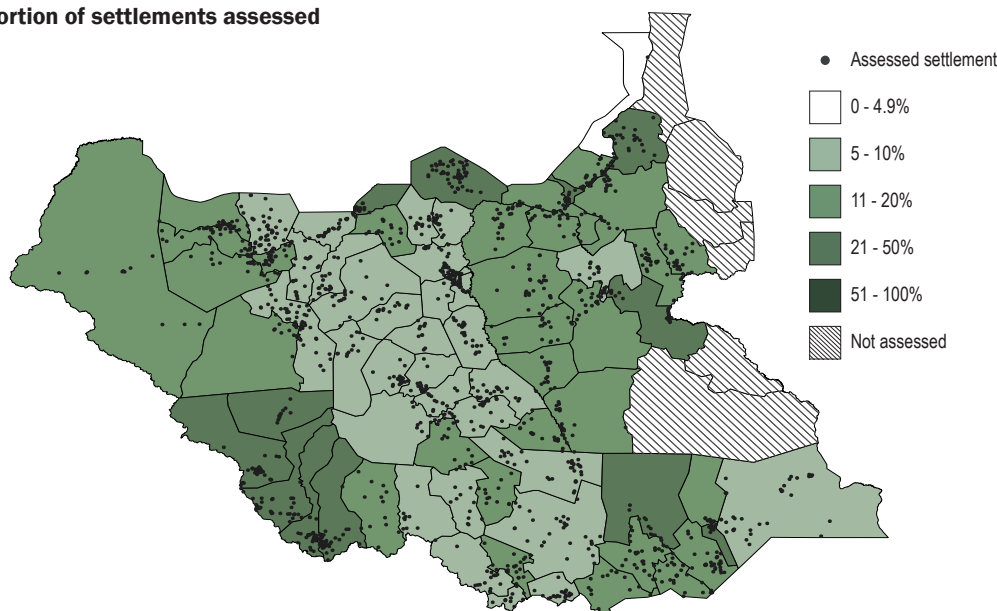 ortion of settlements assessed
Assessed settlement
0 - 4.9%
5 - 10%
11 - 20%
21 - 50%
51 - 100%
Not assessed